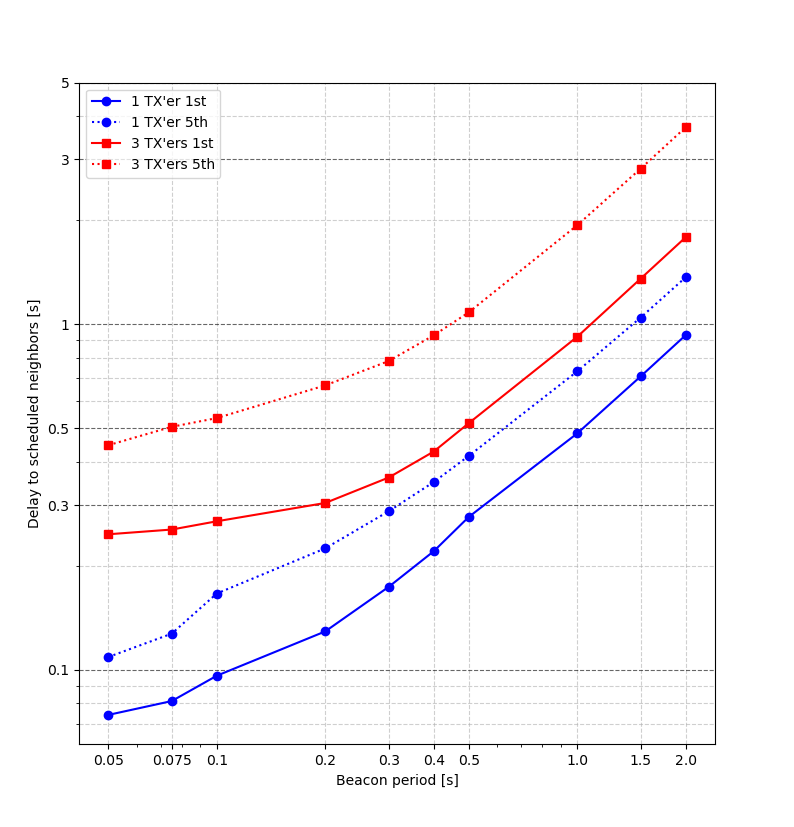 5
3
1
0.5
0.3
0.1
Delay to scheduled neighbors [s]
1 TX'er 1st
1 TX'er 5th
3 TX'ers 1st
3 TX'ers 5th
0.05 0.075 0.1 0.2 0.3 0.4 0.5 1.0 1.5 2.0
Beacon period [s]